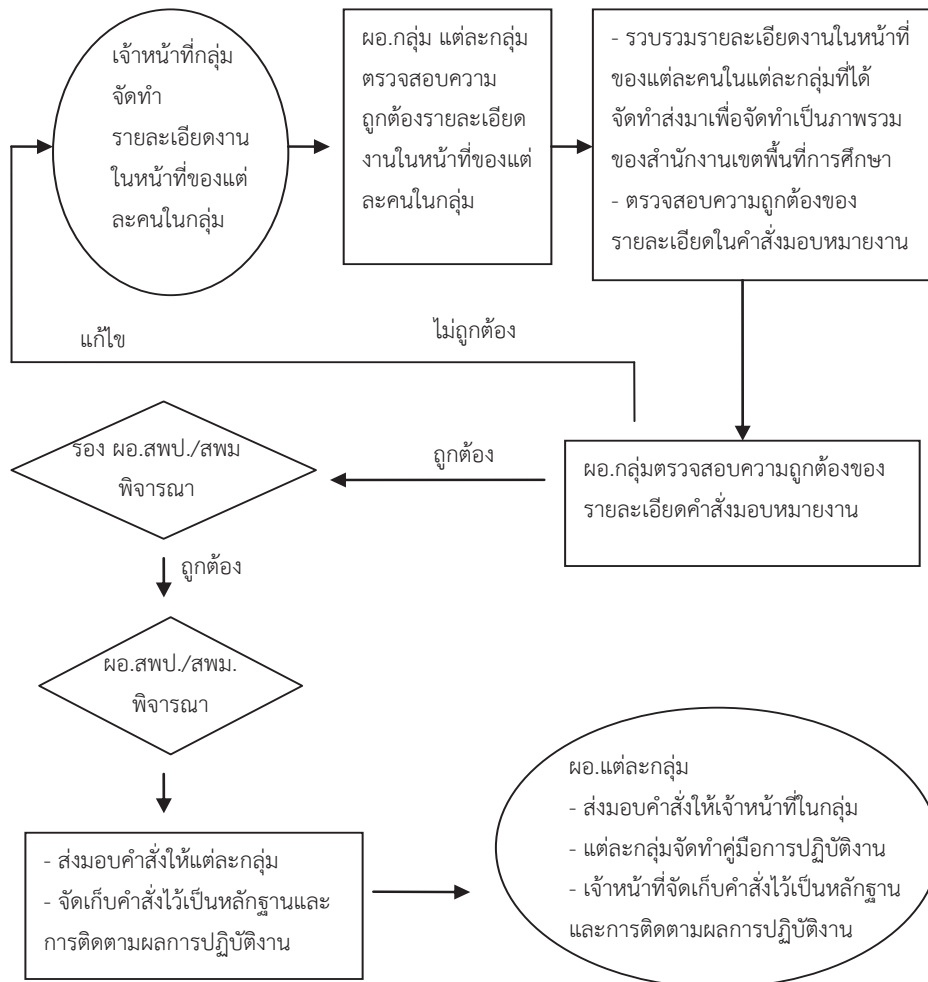 เจ้าหน้าที่กลุ่ม
จัดทำ
รายละเอียดงาน
ในหน้าที่ของแต่
ละคนในกลุ่ม
ผอ.กลุ่ม แต่ละกลุ่ม
ตรวจสอบความ
ถูกต้องรายละเอียด
งานในหน้าที่ของแต่
ละคนในกลุ่ม
- รวบรวมรายละเอียดงานในหน้าที่
ของแต่ละคนในแต่ละกลุ่มที่ได้
จัดทำส่งมาเพื่อจัดทำเป็นภาพรวม
ของสำนักงานเขตพื้นที่การศึกษา
- ตรวจสอบความถูกต้องของ
รายละเอียดในคำสั่งมอบหมายงาน
แก้ไข
ไม่ถูกต้อง
ผอ.กลุ่มตรวจสอบความถูกต้องของ
รายละเอียดคำสั่งมอบหมายงาน
ถูกต้อง
รอง ผอ.สพป./สพม
พิจารณา
ถูกต้อง
ผอ.สพป./สพม.
พิจารณา
- ส่งมอบคำสั่งให้แต่ละกลุ่ม
- จัดเก็บคำสั่งไว้เป็นหลักฐานและ
การติดตามผลการปฏิบัติงาน
ผอ.แต่ละกลุ่ม
- ส่งมอบคำสั่งให้เจ้าหน้าที่ในกลุ่ม
- แต่ละกลุ่มจัดทำคู่มือการปฏิบัติงาน
- เจ้าหน้าที่จัดเก็บคำสั่งไว้เป็นหลักฐาน
และการติดตามผลการปฏิบัติงาน